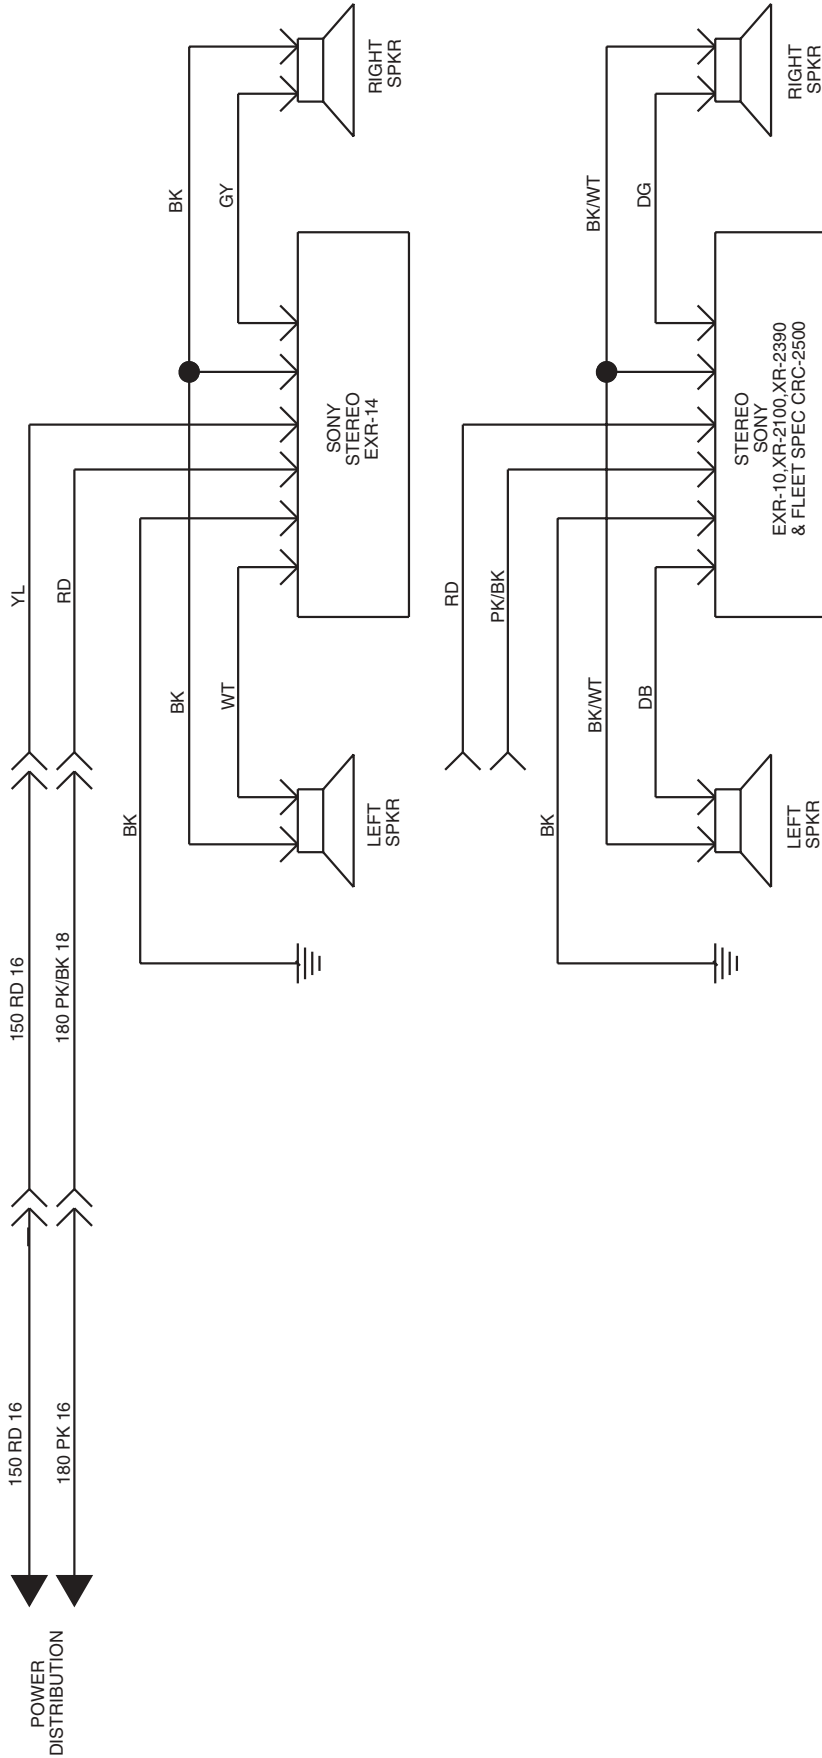 POWER
DISTRIBUTION
150 RD 16
180 PK 16
150 RD 16
180 PK/BK 18
YL
RD
BK
BK
WT
LEFT
SPKR
SONY
STEREO
EXR-14
BK
GY
RIGHT
SPKR
RD
PK/BK
BK
BK/WT
DB
LEFT
SPKR
STEREO
SONY
EXR-10,XR-2100,XR-2390
& FLEET SPEC CRC-2500
BK/WT
DG
RIGHT
SPKR